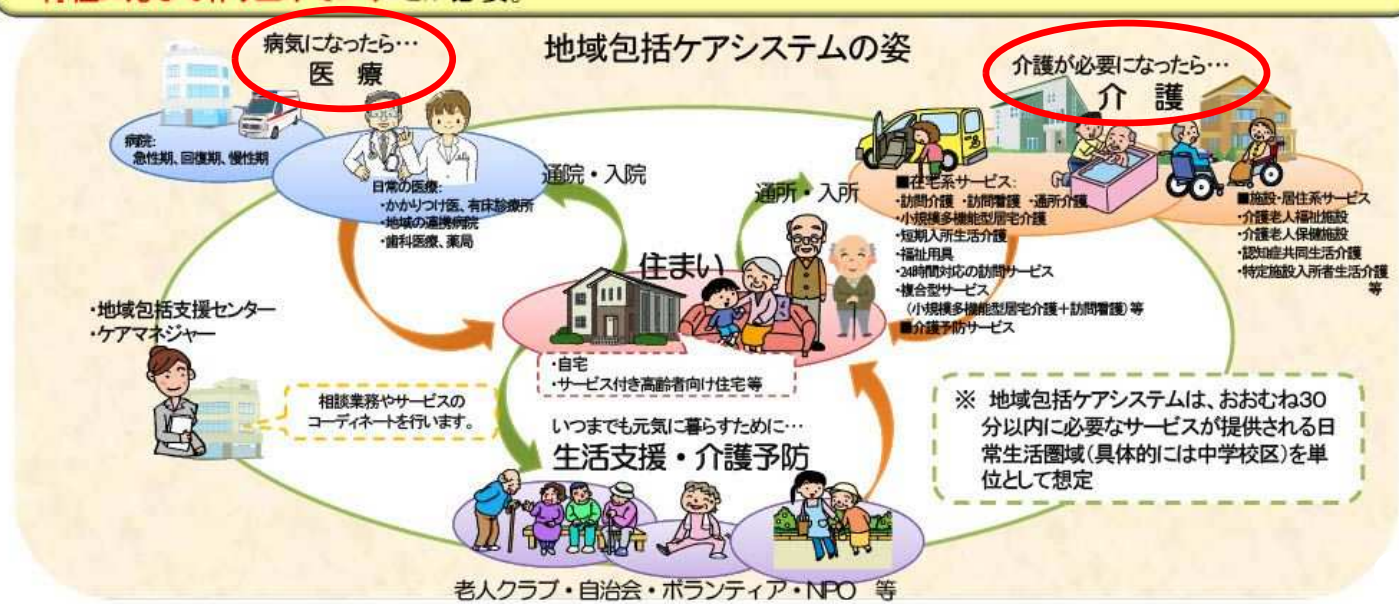 地域包括ケアシステムの姿
病気になったら…
医 療
病院:
急性期、回復期、慢性期
日常の医療:
・かかりつけ医、有床診療所
・地域の連携病院
・歯科医療、薬局
通院・入院
通所・入所
介護が必要になったら…
介 護
■在宅系サービス:
・訪問介護 ・訪問看護 ・通所介護
・小規模多機能型居宅介護
・短期入所生活介護
・福祉用具
・24時間対応の訪問サービス
・複合型サービス
(小規模多機能型居宅介護+訪問看護)等
■介護予防サービス
■施設・居住系サービス
・介護老人福祉施設
・介護老人保健施設
・認知症共同生活介護
・特定施設入所者生活介護
等
住まい
・自宅
・サービス付き高齢者向け住宅等
・地域包括支援センター
・ケアマネジャー
相談業務やサービスの
コーディネートを行います。
いつまでも元気に暮らすために…
生活支援・介護予防
老人クラブ・自治会・ボランティア・NPO 等
※ 地域包括ケアシステムは、おおむね30
分以内に必要なサービスが提供される日
常生活圏域(具体的には中学校区)を単
位として想定